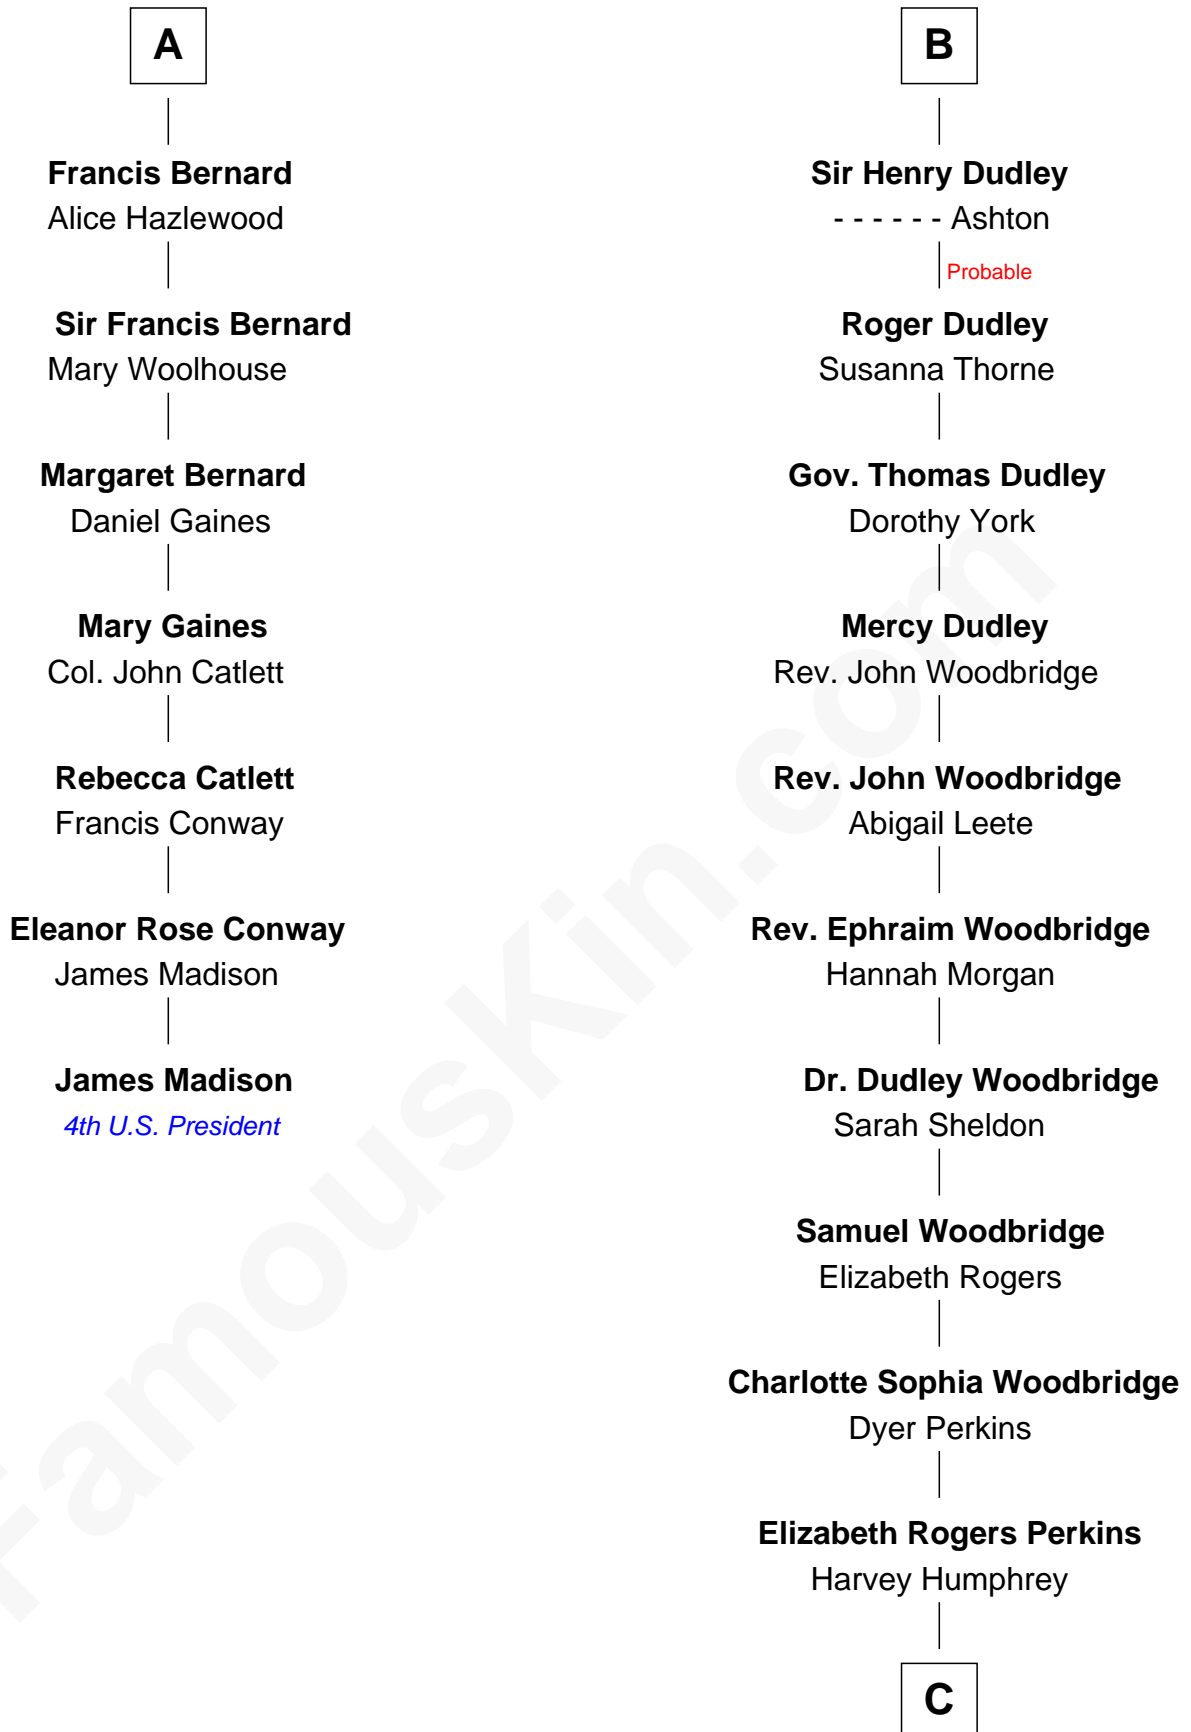 A
Francis Bernard
Alice Hazlewood
Sir Francis Bernard
Mary Woolhouse
Margaret Bernard
Daniel Gaines
Mary Gaines
Col. John Catlett
Rebecca Catlett
Francis Conway
Eleanor Rose Conway
James Madison
James Madison
4th U.S. President
B
Sir Henry Dudley
- - - - - - Ashton
Probable
Roger Dudley
Susanna Thorne
Gov. Thomas Dudley
Dorothy York
Mercy Dudley
Rev. John Woodbridge
Rev. John Woodbridge
Abigail Leete
Rev. Ephraim Woodbridge
Hannah Morgan
Dr. Dudley Woodbridge
Sarah Sheldon
Samuel Woodbridge
Elizabeth Rogers
Charlotte Sophia Woodbridge
Dyer Perkins
Elizabeth Rogers Perkins
Harvey Humphrey
C
FamousKin.com